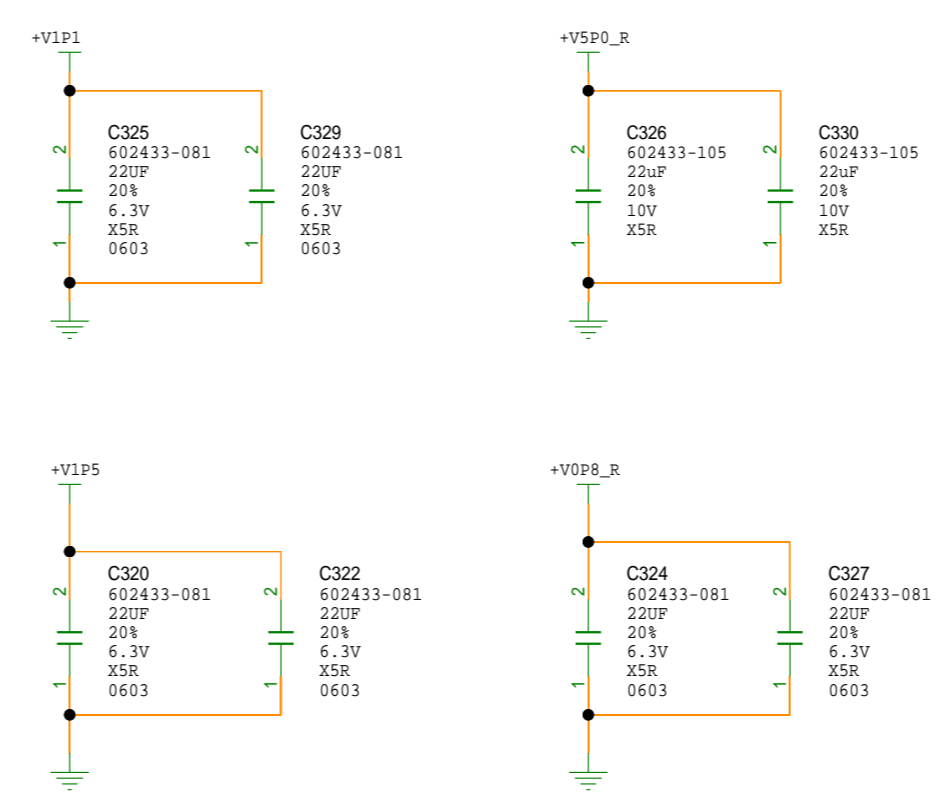 +V1P1
2
1
C325
602433-081
22UF
20%
6.3V
X5R
0603
2
1
C329
602433-081
22UF
20%
6.3V
X5R
0603
+V5P0_R
2
1
C326
602433-105
22uF
20%
10V
X5R
2
1
C330
602433-105
22uF
20%
10V
X5R
+V1P5
2
1
C320
602433-081
22UF
20%
6.3V
X5R
0603
2
1
C322
602433-081
22UF
20%
6.3V
X5R
0603
+V0P8_R
2
1
C324
602433-081
22UF
20%
6.3V
X5R
0603
2
1
C327
602433-081
22UF
20%
6.3V
X5R
0603